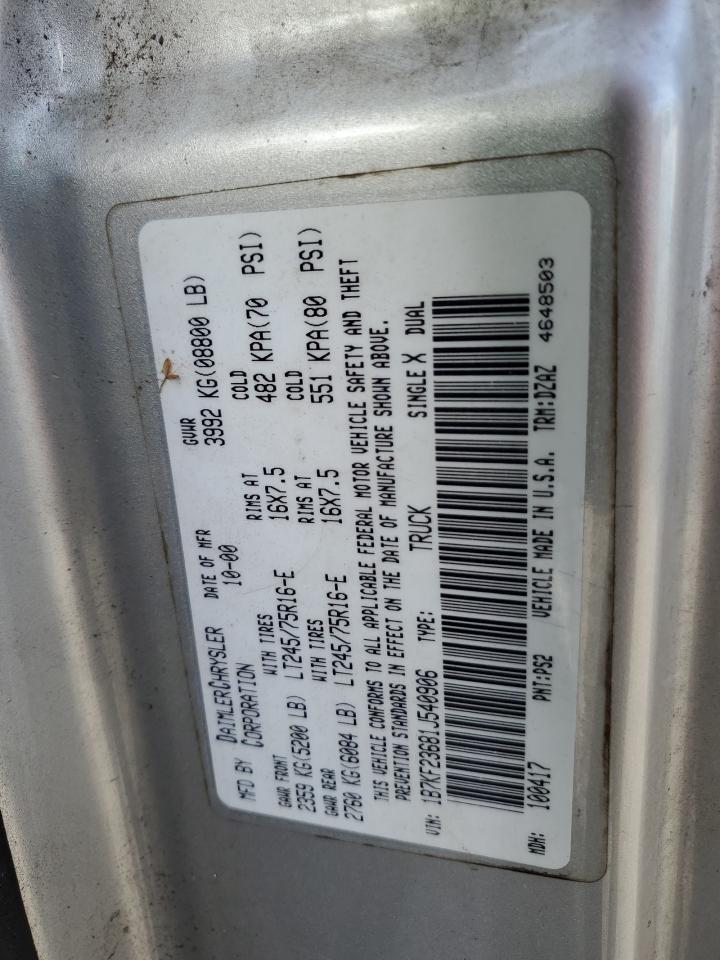 MFD BY DAIMLERCHRYSLER CORPORATION DATE OF MFR 10-00 GVWR 3992 KG(08800 LB)
GAWR FRONT WITH TIRES RIMS AT COLD
2359 KG(5200 LB) LT245/75R16-E 16X7.5 482 KPA(70 PSI)
GAWR REAR WITH TIRES RIMS AT COLD
2760 KG(6084 LB) LT245/75R16-E 16X7.5 551 KPA(80 PSI)
THIS VEHICLE CONFORMS TO ALL APPLICABLE FEDERAL MOTOR VEHICLE SAFETY AND THEFT
PREVENTION STANDARDS IN EFFECT ON THE DATE OF MANUFACTURE SHOWN ABOVE.
VIN: 1B7KF23681J540906 TYPE: TRUCK SINGLE X DUAL
MDH: 100417 PNT:PS2 VEHICLE MADE IN U.S.A. TRM:DZAZ 4648503